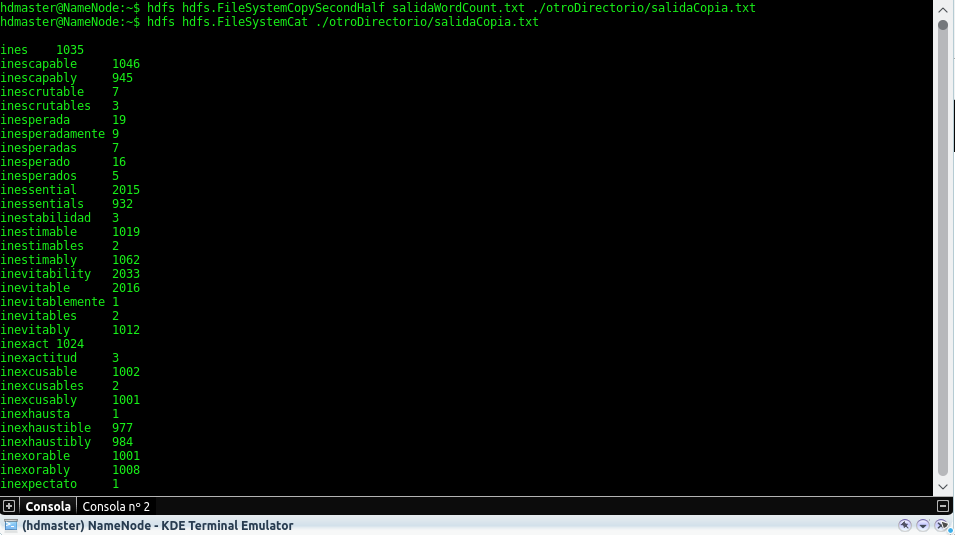 hdmaster@NameNode:~$ hdfs hdfs.FileSystemCopySecondHalf salidaWordCount.txt ./otroDirectorio/salidaCopia.txt
hdmaster@NameNode:~$ hdfs hdfs.FileSystemCat ./otroDirectorio/salidaCopia.txt
ines 1035
inescapable 1046
inescapably 945
inescrutable 7
inescrutables 3
inesperada 19
inesperadamente 9
inesperadas 7
inesperado 16
inesperados 5
inessential 2015
inessentials 932
inestabilidad 3
inestimable 1019
inestimables 2
inestimably 1062
inevitability 2033
inevitable 2016
inevitablemente 1
inevitables 2
inevitably 1012
inexact 1024
inexactitud 3
inexcusable 1002
inexcusables 2
inexcusably 1001
inexhausta 1
inexhaustible 977
inexhaustibly 984
inexorable 1001
inexorably 1008
inexpectato 1
Consola Consola nº 2
(hdmaster) NameNode - KDE Terminal Emulator